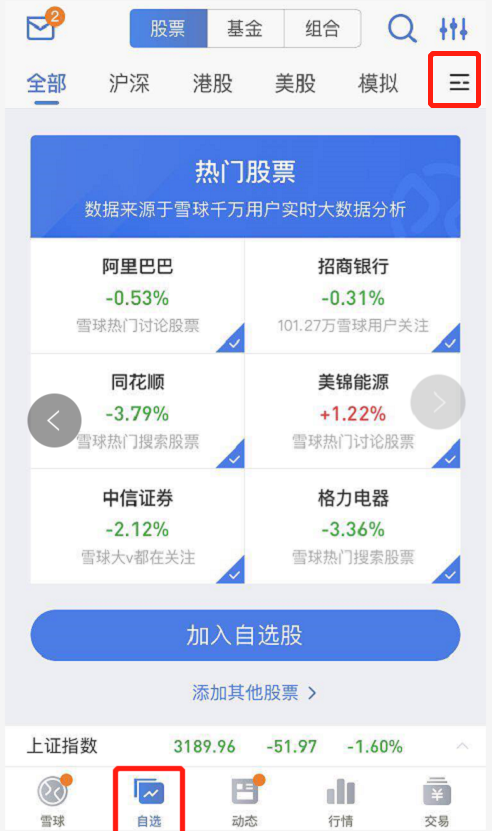 2
股票 基金 组合
全部 沪深 港股 美股 模拟
热门股票
数据来源于雪球千万用户实时大数据分析
阿里巴巴 招商银行
-0.53% -0.31%
雪球热门讨论股票 101.27万雪球用户关注
同花顺 美锦能源
-3.79% +1.22%
雪球热门搜索股票 雪球热门讨论股票
中信证券 格力电器
-2.12% -3.36%
雪球大v都在关注 雪球热门搜索股票
加入自选股
添加其他股票
上证指数 3189.96 -51.97 -1.60%
雪球 自选 动态 行情 交易